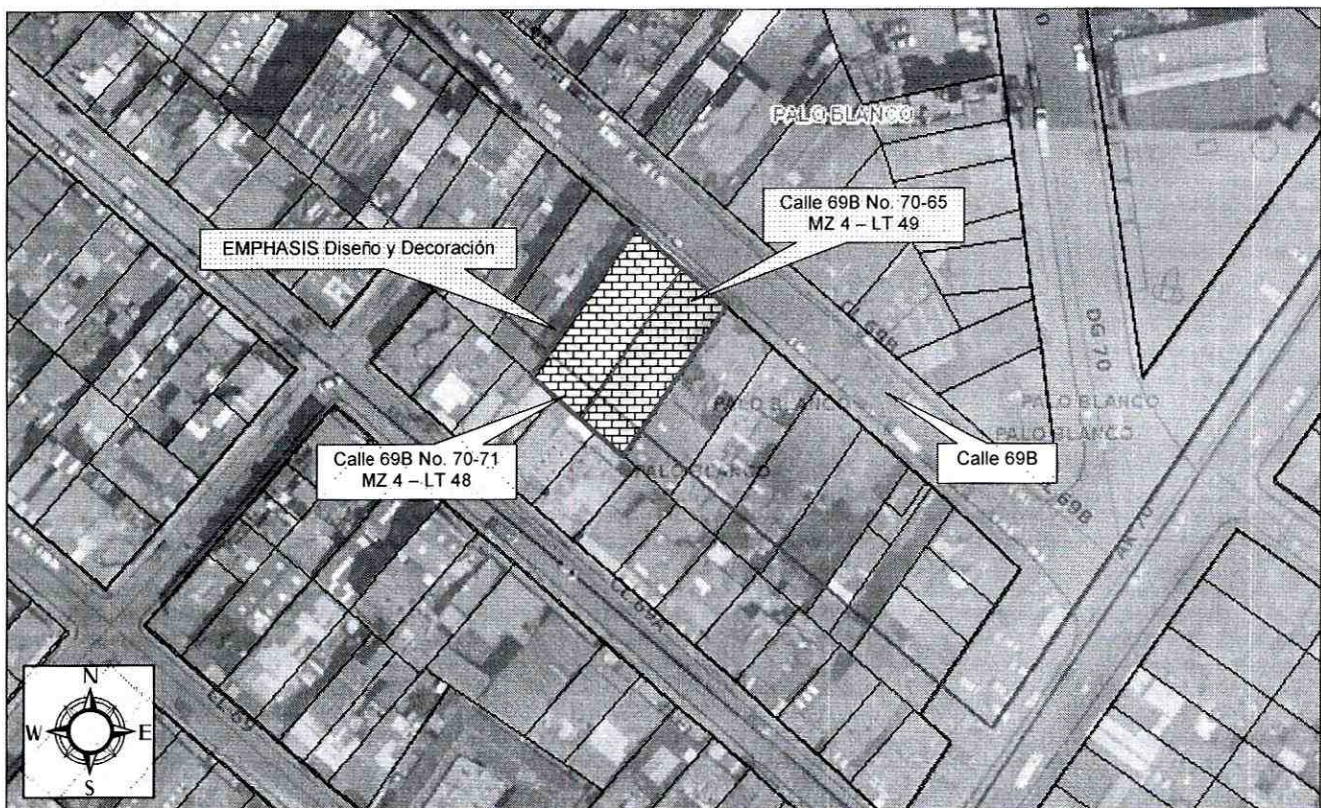 PALO BLANCO
Calle 69B No. 70-65
MZ 4 – LT 49
EMPHASIS Diseño y Decoración
CL 69B
DG 70
PALO BLANCO
PALO BLANCO
PALO BLANCO
Calle 69B No. 70-71
MZ 4 – LT 48
PALO BLANCO
Calle 69B
CL 69B
AK 70
CL 69A
N
W
E
S